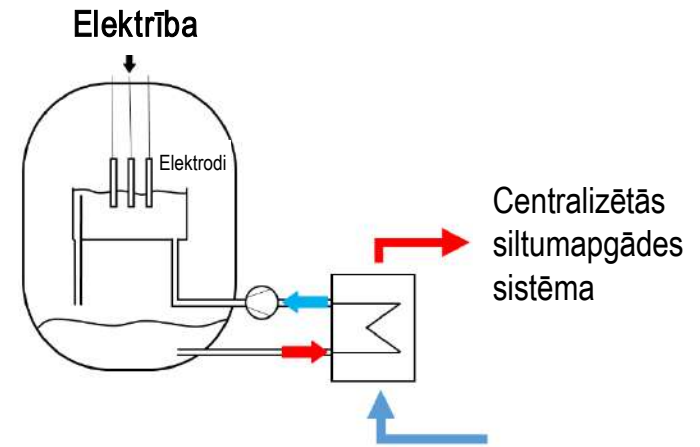 Elektrība
Elektrodi
Centralizētās
siltumapgādes
sistēma